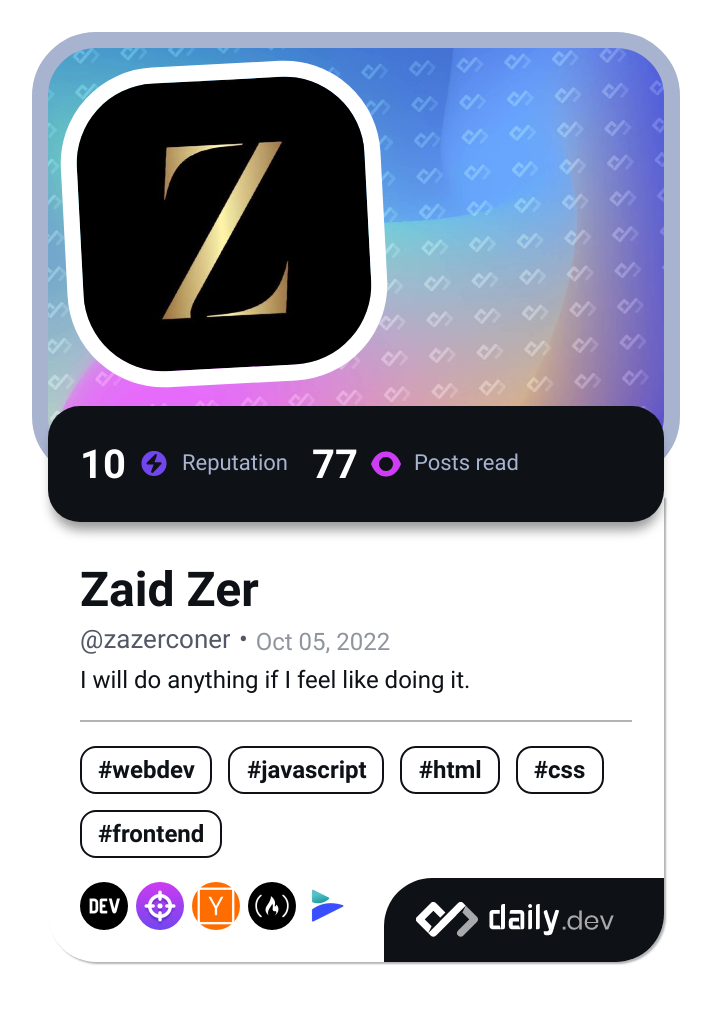 Z
10 Reputation 77 Posts read
Zaid Zer
@zazerconer • Oct 05, 2022
I will do anything if I feel like doing it.
#webdev #javascript #html #css
#frontend
DEV Y
daily.dev